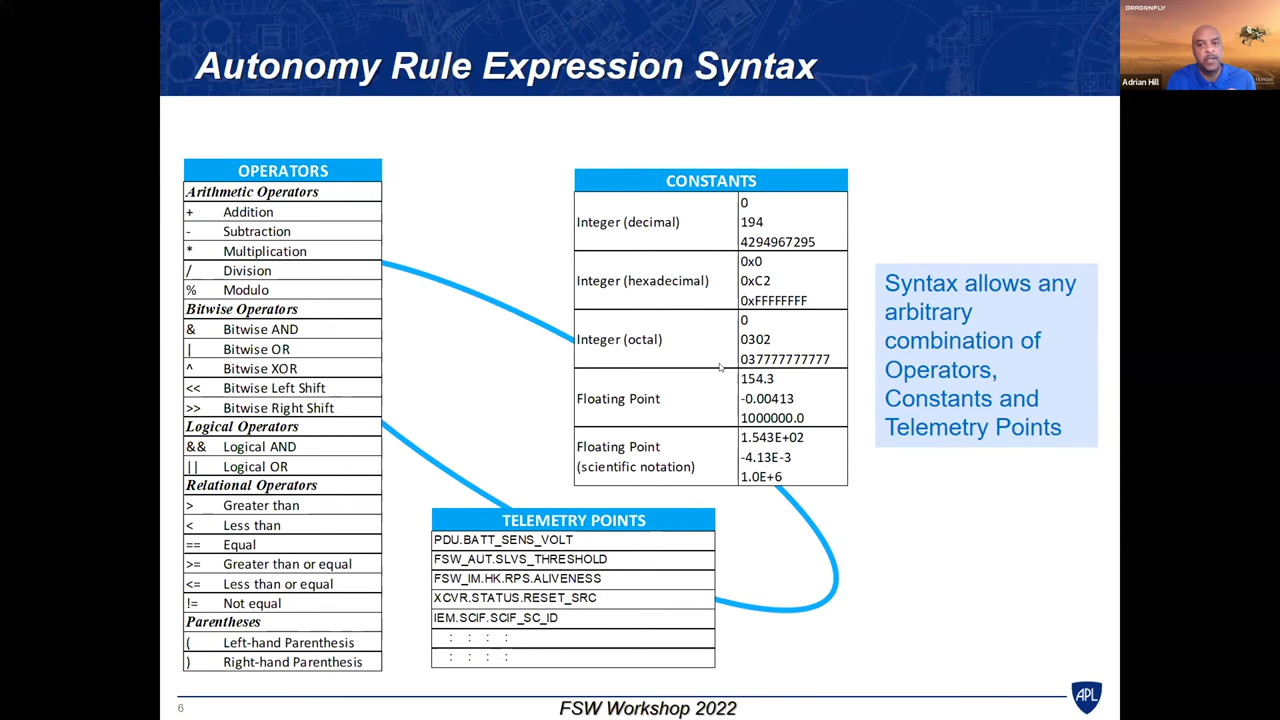 Autonomy Rule Expression Syntax
DRAGONFLY
Adrian Hill
OPERATORS
Arithmetic Operators
+ Addition
- Subtraction
* Multiplication
/ Division
% Modulo
Bitwise Operators
& Bitwise AND
| Bitwise OR
^ Bitwise XOR
<< Bitwise Left Shift
>> Bitwise Right Shift
Logical Operators
&& Logical AND
|| Logical OR
Relational Operators
> Greater than
< Less than
== Equal
>= Greater than or equal
<= Less than or equal
!= Not equal
Parentheses
( Left-hand Parenthesis
) Right-hand Parenthesis
CONSTANTS
Integer (decimal)
0
194
4294967295
Integer (hexadecimal)
0x0
0xC2
0xFFFFFFFF
Integer (octal)
0
0302
037777777777
Floating Point
154.3
-0.00413
1000000.0
Floating Point
(scientific notation)
1.543E+02
-4.13E-3
1.0E+6
TELEMETRY POINTS
PDU.BATT_SENS_VOLT
FSW_AUT.SLVS_THRESHOLD
FSW_IM.HK.RPS.ALIVENESS
XCVR.STATUS.RESET_SRC
IEM.SCIF.SCIF_SC_ID
: : : :
: : : :
Syntax allows any
arbitrary
combination of
Operators,
Constants and
Telemetry Points
6
FSW Workshop 2022
APL